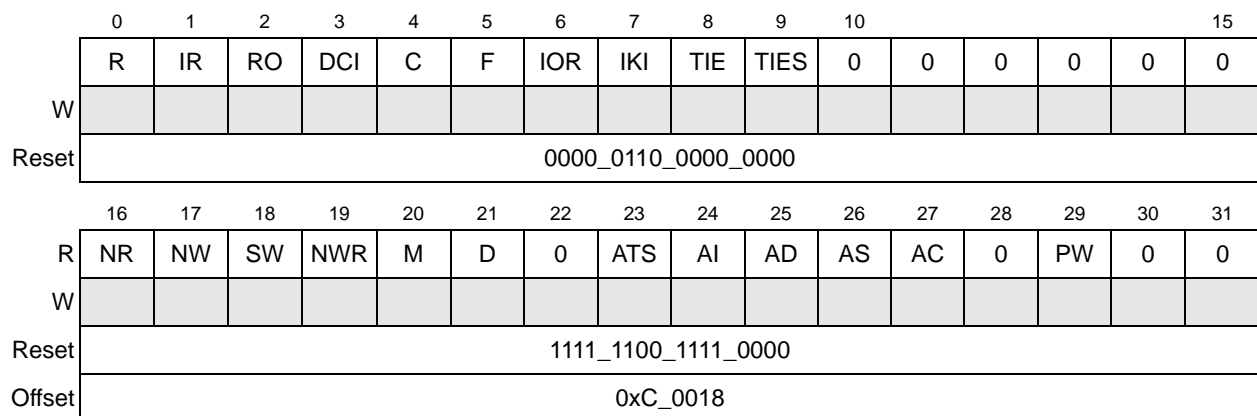 0 1 2 3 4 5 6 7 8 9 10 15
R IR RO DCI C F IOR IKI TIE TIES 0 0 0 0 0 0
W
Reset 0000_0110_0000_0000
16 17 18 19 20 21 22 23 24 25 26 27 28 29 30 31
R NR NW SW NWR M D 0 ATS AI AD AS AC 0 PW 0 0
W
Reset 1111_1100_1111_0000
Offset 0xC_0018